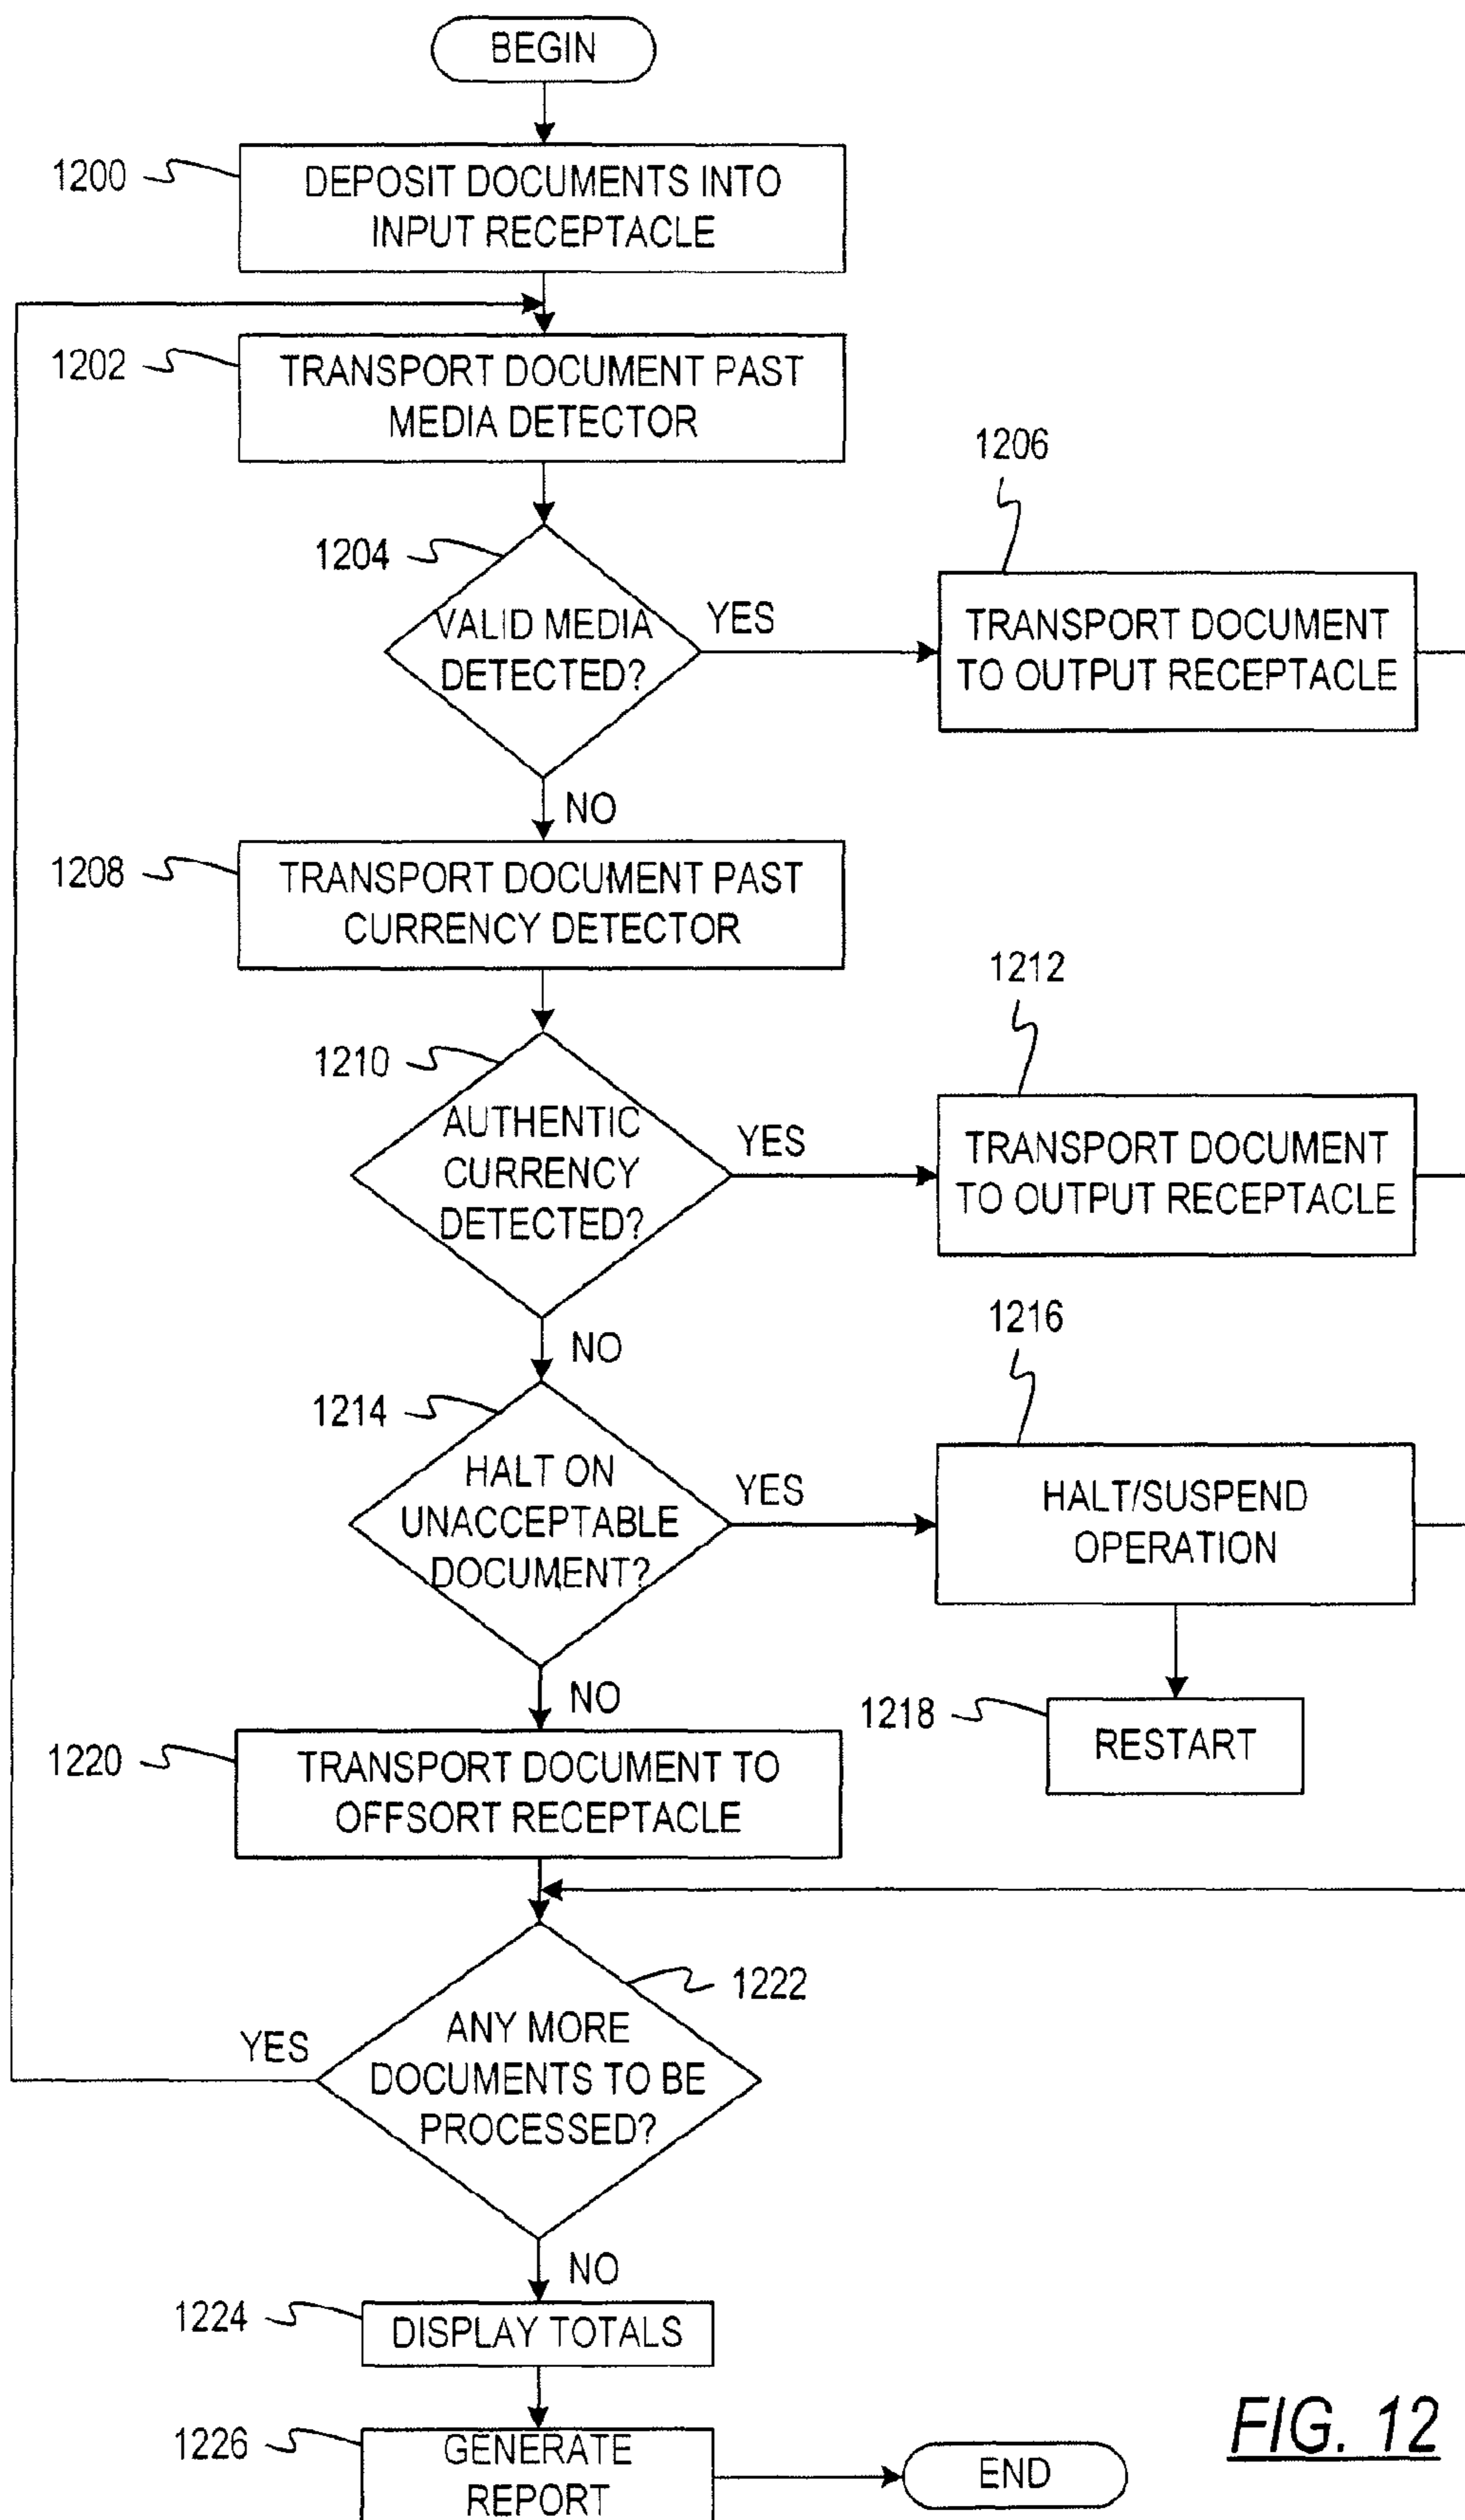 BEGIN
1200
DEPOSIT DOCUMENTS INTO
INPUT RECEPTACLE
1202
TRANSPORT DOCUMENT PAST
MEDIA DETECTOR
1204
VALID MEDIA
DETECTED?
YES
1206
TRANSPORT DOCUMENT
TO OUTPUT RECEPTACLE
NO
1208
TRANSPORT DOCUMENT PAST
CURRENCY DETECTOR
1210
AUTHENTIC
CURRENCY
DETECTED?
YES
1212
TRANSPORT DOCUMENT
TO OUTPUT RECEPTACLE
NO
1214
HALT ON
UNACCEPTABLE
DOCUMENT?
YES
1216
HALT/SUSPEND
OPERATION
1218
RESTART
NO
1220
TRANSPORT DOCUMENT TO
OFFSORT RECEPTACLE
1222
ANY MORE
DOCUMENTS TO BE
PROCESSED?
YES
NO
1224
DISPLAY TOTALS
1226
GENERATE
REPORT
END
FIG. 12